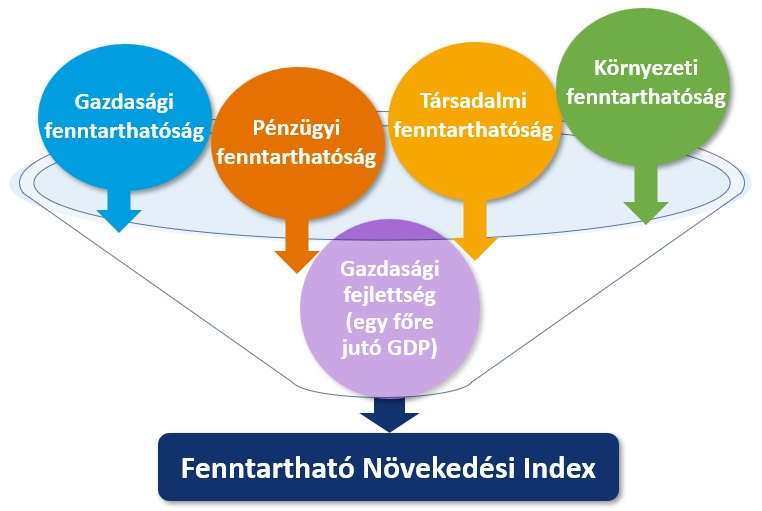 Gazdasági
fenntarthatóság
Pénzügyi
fenntarthatóság
Társadalmi
fenntarthatóság
Környezeti
fenntarthatóság
Gazdasági
fejlettség
(egy főre
jutó GDP)
Fenntartható Növekedési Index